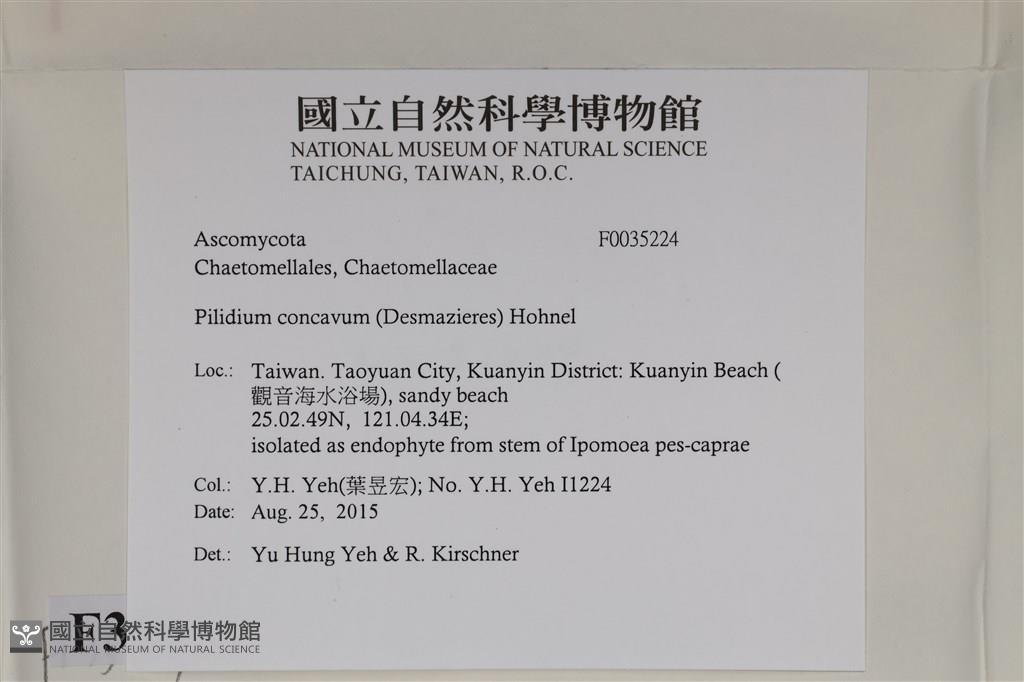 國立自然科學博物館
NATIONAL MUSEUM OF NATURAL SCIENCE
TAICHUNG, TAIWAN, R.O.C.
Ascomycota F0035224
Chaetomellales, Chaetomellaceae
Pilidium concavum (Desmazieres) Hohnel
Loc.: Taiwan. Taoyuan City, Kuanyin District: Kuanyin Beach (
觀音海水浴場), sandy beach
25.02.49N, 121.04.34E;
isolated as endophyte from stem of Ipomoea pes-caprae
Col.: Y.H. Yeh(葉昱宏); No. Y.H. Yeh I1224
Date: Aug. 25, 2015
Det.: Yu Hung Yeh & R. Kirschner
國立自然科學博物館
NATIONAL MUSEUM OF NATURAL SCIENCE